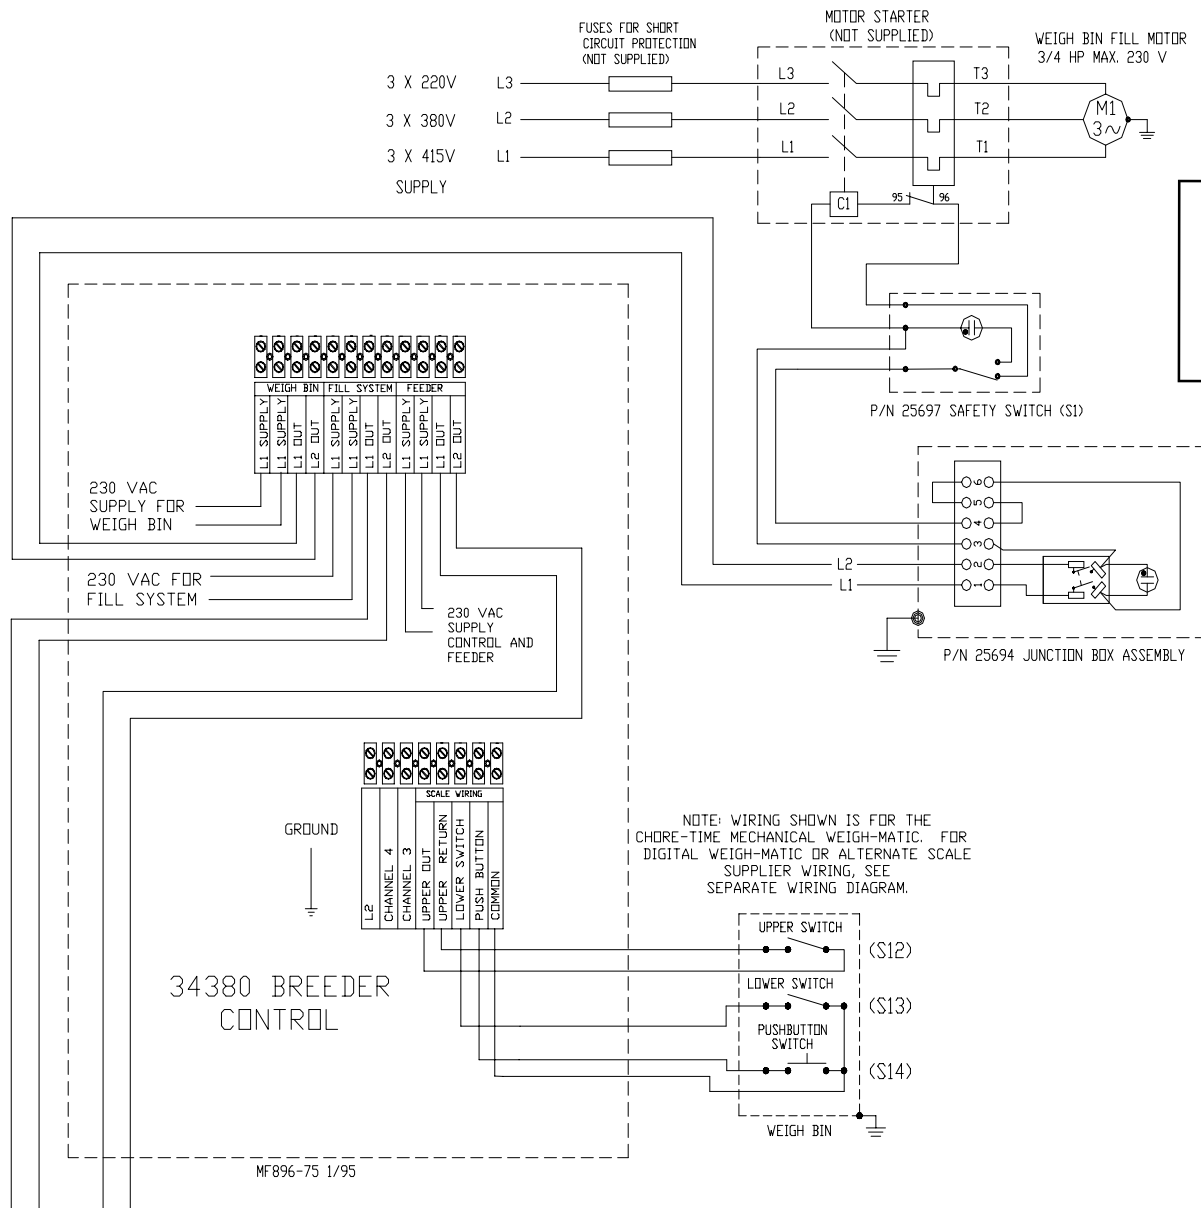 MOTOR STARTER
(NOT SUPPLIED)
FUSES FOR SHORT
CIRCUIT PROTECTION
(NOT SUPPLIED)
WEIGH BIN FILL MOTOR
3/4 HP MAX. 230 V
3 X 220V L3 L3 T3
3 X 380V L2 L2 T2
M1
3~
3 X 415V L1 L1 T1
SUPPLY
C1 95 96
P/N 25697 SAFETY SWITCH (S1)
WEIGH BIN FILL SYSTEM FEEDER
L1 SUPPLY
L1 SUPPLY
L1 OUT
L2 OUT
L1 SUPPLY
L1 SUPPLY
L1 OUT
L2 OUT
L1 SUPPLY
L1 SUPPLY
L1 OUT
L2 OUT
230 VAC
SUPPLY FOR
WEIGH BIN
230 VAC FOR
FILL SYSTEM
230 VAC
SUPPLY
CONTROL AND
FEEDER
6
5
4
3
2
1
L2
L1
P/N 25694 JUNCTION BOX ASSEMBLY
SCALE WIRING
L2
CHANNEL 4
CHANNEL 3
UPPER OUT
UPPER RETURN
LOWER SWITCH
PUSH BUTTON
COMMON
GROUND
34380 BREEDER
CONTROL
NOTE: WIRING SHOWN IS FOR THE
CHORE-TIME MECHANICAL WEIGH-MATIC. FOR
DIGITAL WEIGH-MATIC OR ALTERNATE SCALE
SUPPLIER WIRING, SEE
SEPARATE WIRING DIAGRAM.
UPPER SWITCH
(S12)
LOWER SWITCH
(S13)
PUSHBUTTON
SWITCH
(S14)
WEIGH BIN
MF896-75 1/95